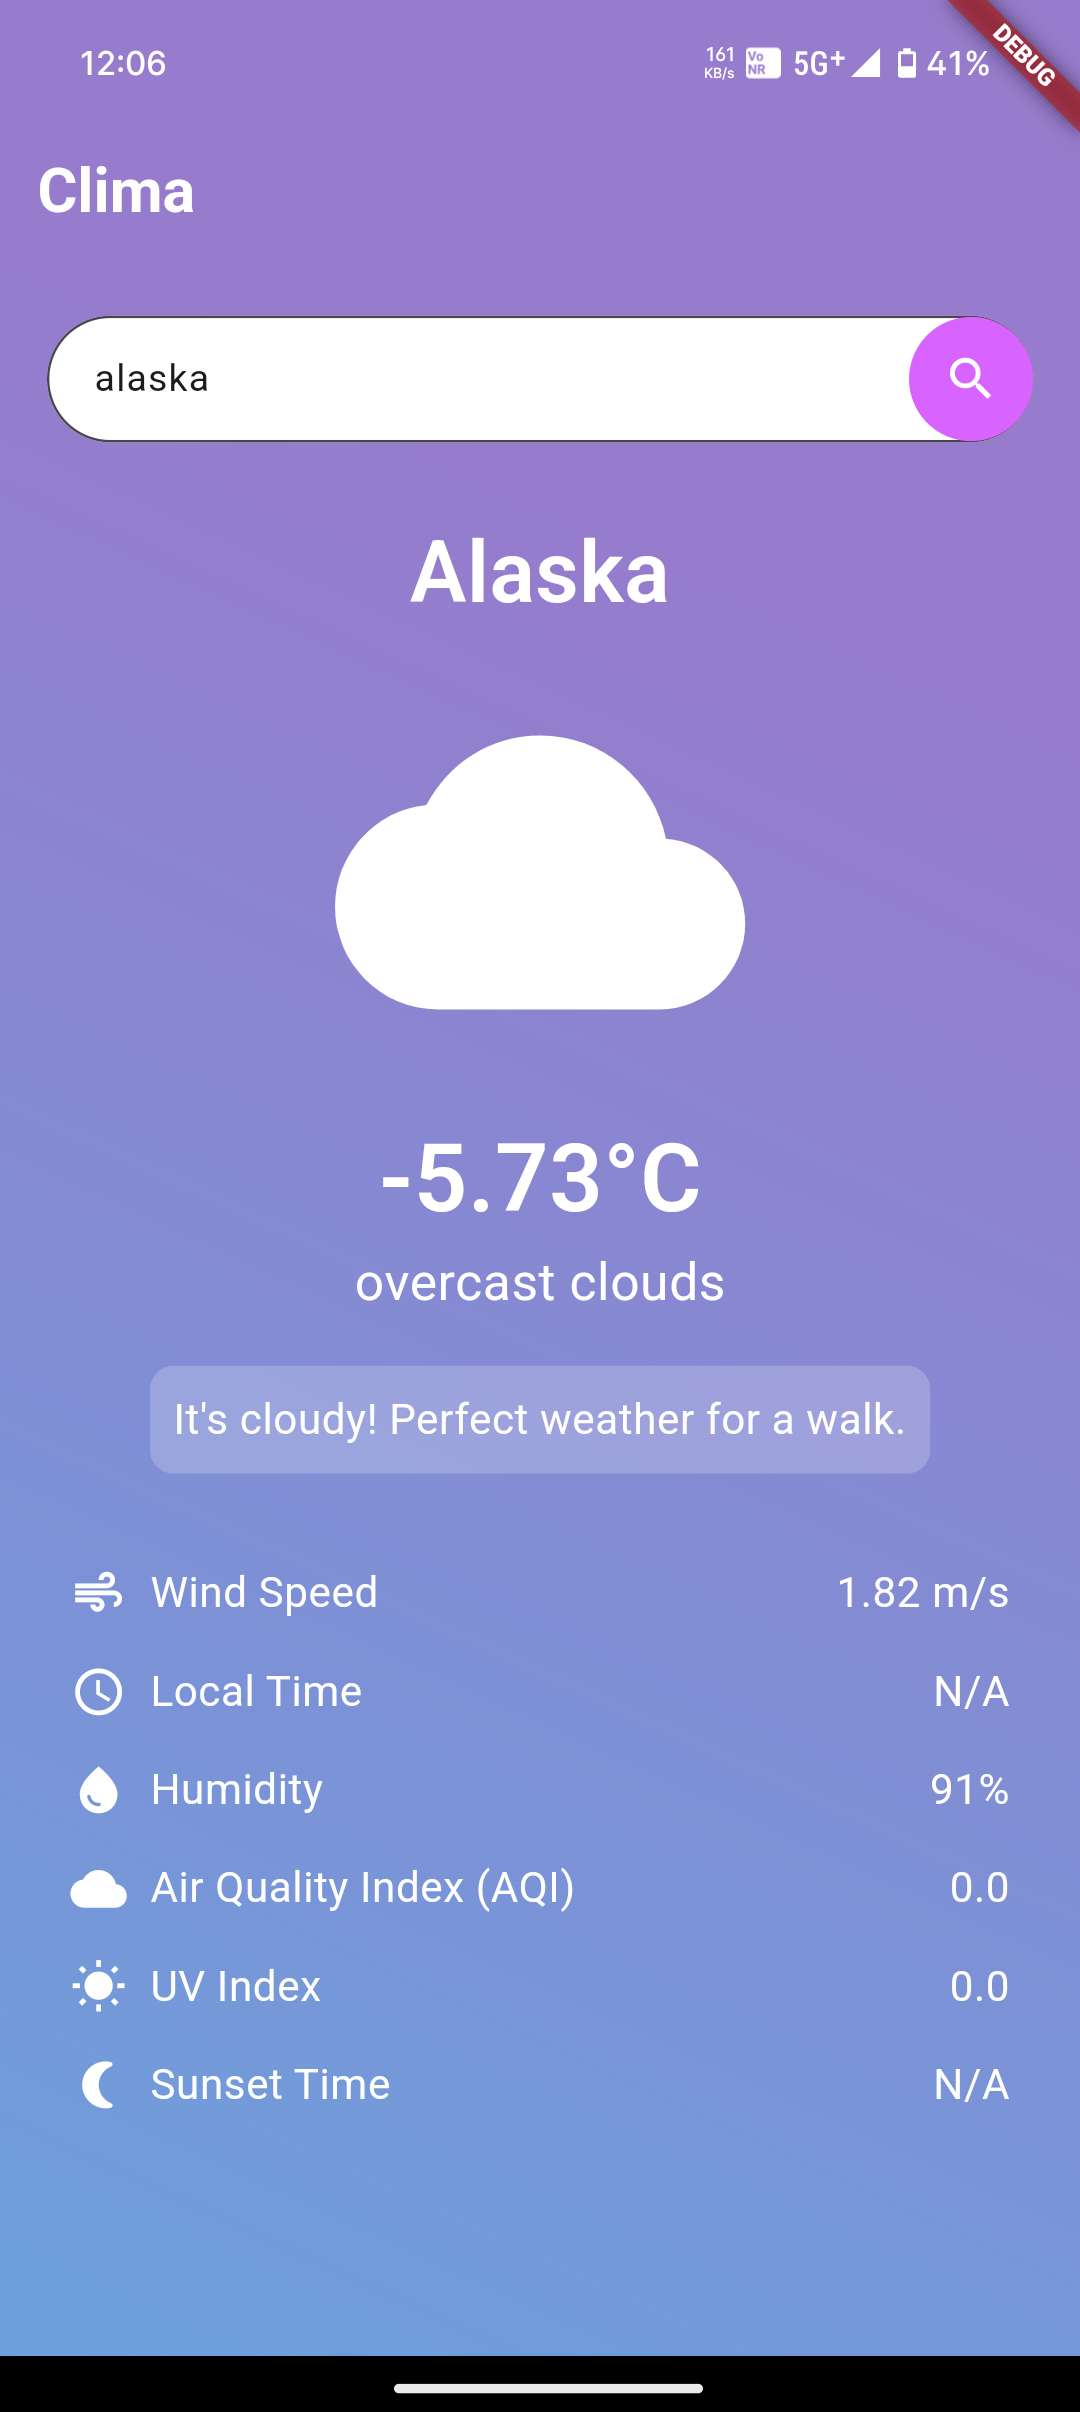 12:06 161 KB/s Vo NR 5G+ 41%
DEBUG
Clima
alaska
Alaska
-5.73°C
overcast clouds
It's cloudy! Perfect weather for a walk.
Wind Speed 1.82 m/s
Local Time N/A
Humidity 91%
Air Quality Index (AQI) 0.0
UV Index 0.0
Sunset Time N/A